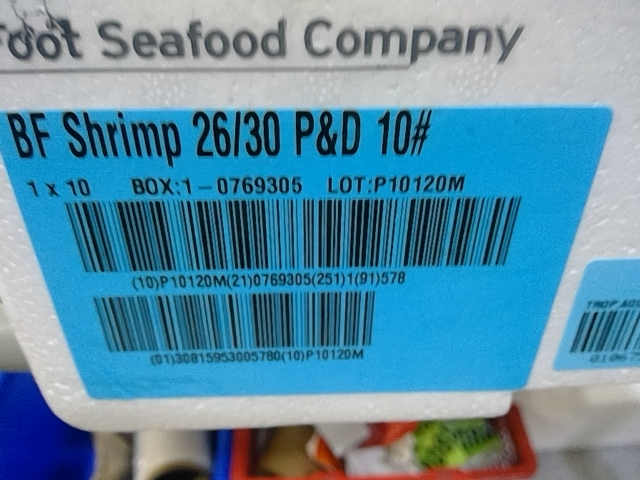 Foot Seafood Company
BF Shrimp 26/30 P&D 10#
1 x 10 BOX:1-0769305 LOT:P10120M
(10)P10120M(21)0769305(251)1(91)578
(01)30815953005780(10)P10120M
TROP